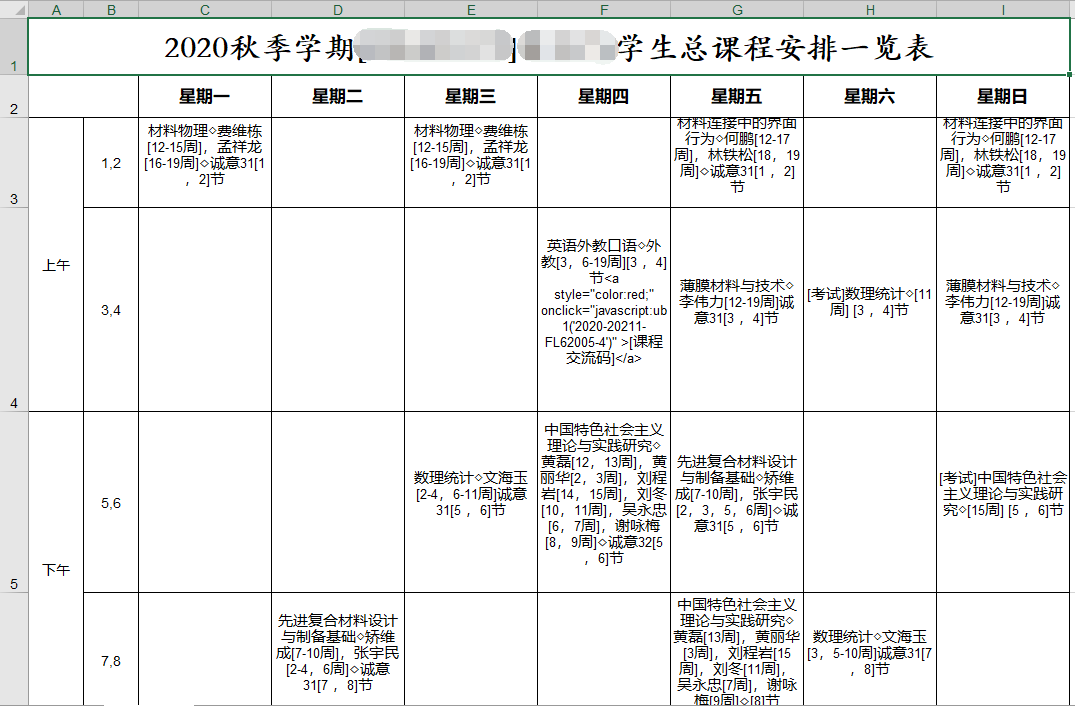 A B C D E F G H I
1 2020秋季学期[ ] 学生总课程安排一览表
2 星期一 星期二 星期三 星期四 星期五 星期六 星期日
3
上午
1,2
材料物理◇费维栋
[12-15周]，孟祥龙
[16-19周]◇诚意31[1
，2]节
材料物理◇费维栋
[12-15周]，孟祥龙
[16-19周]◇诚意31[1
，2]节
材料连接中的界面
行为◇何鹏[12-17
周]，林铁松[18，19
周]◇诚意31[1 ，2]
节
材料连接中的界面
行为◇何鹏[12-17
周]，林铁松[18，19
周]◇诚意31[1 ，2]
节
4
3,4
英语外教口语◇外
教[3，6-19周][3 ，4]
节<a
style="color:red;"
onclick="javascript:ub
1('2020-20211-
FL62005-4')" >[课程
交流码]</a>
薄膜材料与技术◇
李伟力[12-19周]诚
意31[3 ，4]节
[考试]数理统计◇[11
周] [3 ，4]节
薄膜材料与技术◇
李伟力[12-19周]诚
意31[3 ，4]节
5
下午
5,6
数理统计◇文海玉
[2-4，6-11周]诚意
31[5 ，6]节
中国特色社会主义
理论与实践研究◇
黄磊[12，13周]，黄
丽华[2，3周]，刘程
岩[14，15周]，刘冬
[10，11周]，吴永忠
[6，7周]，谢咏梅
[8，9周]◇诚意32[5
，6]节
先进复合材料设计
与制备基础◇矫维
成[7-10周]，张宇民
[2，3，5，6周]◇诚
意31[5 ，6]节
[考试]中国特色社会
主义理论与实践研
究◇[15周] [5 ，6]节
7,8
先进复合材料设计
与制备基础◇矫维
成[7-10周]，张宇民
[2-4，6周]◇诚意
31[7 ，8]节
中国特色社会主义
理论与实践研究◇
黄磊[13周]，黄丽华
[3周]，刘程岩[15
周]，刘冬[11周]，
吴永忠[7周]，谢咏
梅[9周]◇[8]节
数理统计◇文海玉
[3，5-10周]诚意31[7
，8]节